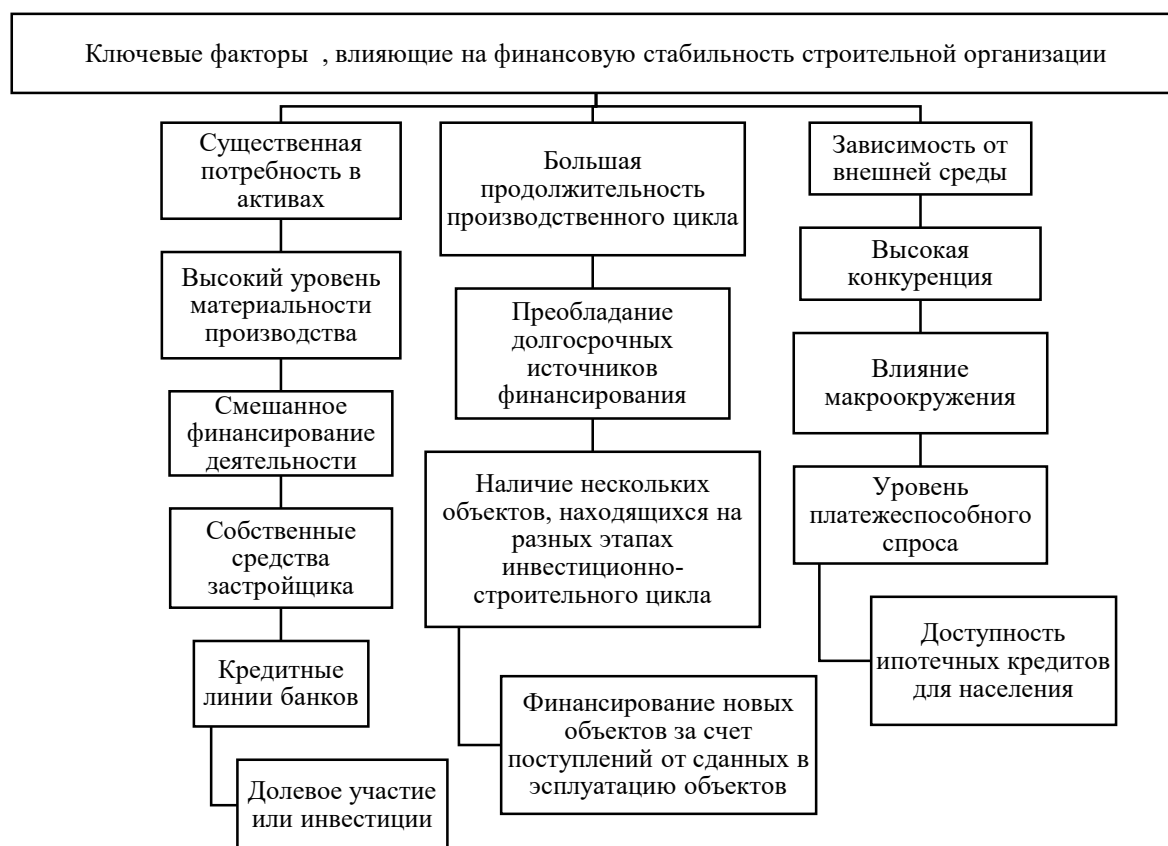 Ключевые факторы , влияющие на финансовую стабильность строительной организации
Существенная
потребность в
активах
Высокий уровень
материальности
производства
Смешанное
финансирование
деятельности
Собственные
средства
застройщика
Кредитные
линии банков
Долевое участие
или инвестиции
Большая
продолжительность
производственного цикла
Преобладание
долгосрочных
источников
финансирования
Наличие нескольких
объектов, находящихся на
разных этапах
инвестиционно-
строительного цикла
Финансирование новых
объектов за счет
поступлений от сданных в
эсплуатацию объектов
Зависимость от
внешней среды
Высокая
конкуренция
Влияние
макроокружения
Уровень
платежеспособного
спроса
Доступность
ипотечных кредитов
для населения